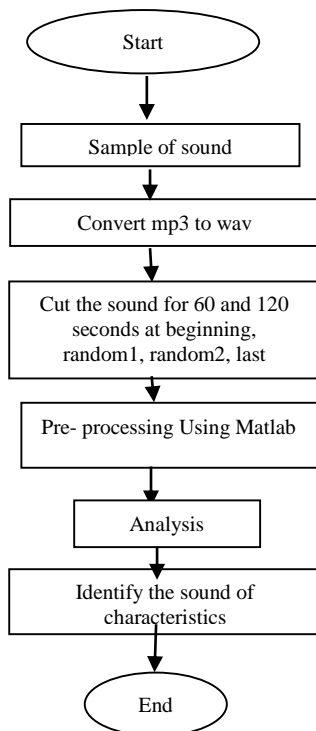 Start
Sample of sound
Convert mp3 to wav
Cut the sound for 60 and 120
seconds at beginning,
random1, random2, last
Pre- processing Using Matlab
Analysis
Identify the sound of
characteristics
End